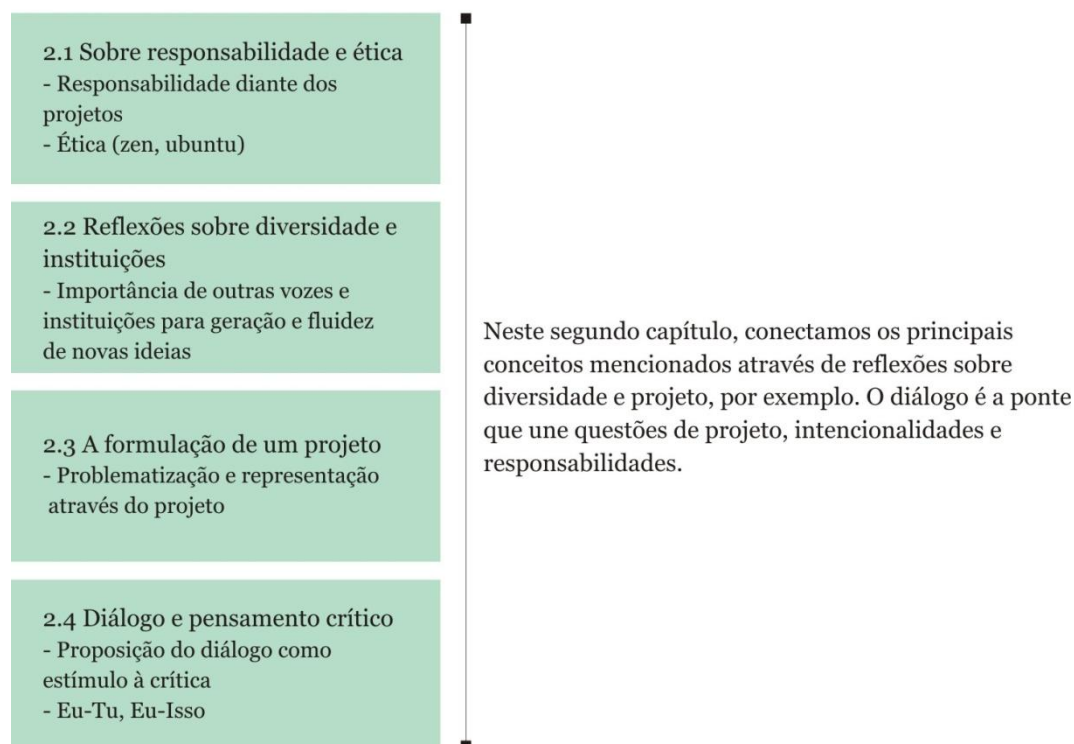 2.1 Sobre responsabilidade e ética
- Responsabilidade diante dos
projetos
- Ética (zen, ubuntu)
2.2 Reflexões sobre diversidade e
instituições
- Importância de outras vozes e
instituições para geração e fluidez
de novas ideias
2.3 A formulação de um projeto
- Problematização e representação
através do projeto
2.4 Diálogo e pensamento crítico
- Proposição do diálogo como
estímulo à crítica
- Eu-Tu, Eu-Isso
Neste segundo capítulo, conectamos os principais
conceitos mencionados através de reflexões sobre
diversidade e projeto, por exemplo. O diálogo é a ponte
que une questões de projeto, intencionalidades e
responsabilidades.